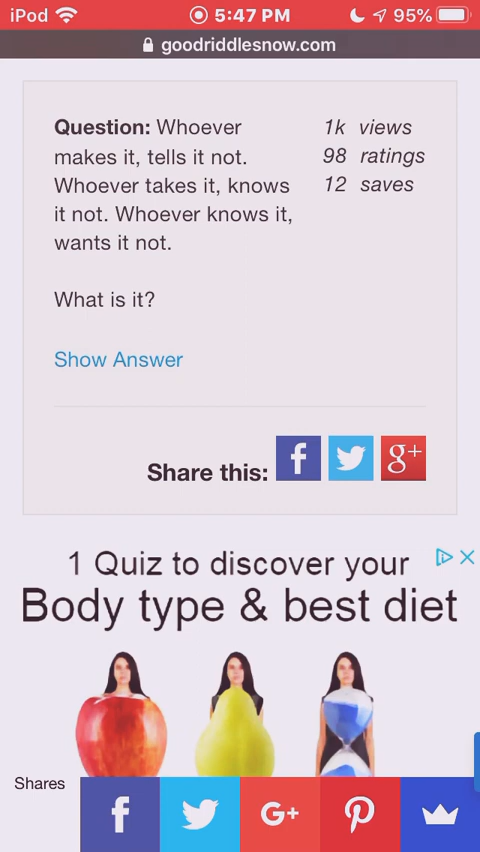 iPod 5:47 PM 95%
goodriddlesnow.com
Question: Whoever
makes it, tells it not.
Whoever takes it, knows
it not. Whoever knows it,
wants it not.
What is it?
1k views
98 ratings
12 saves
Show Answer
Share this: f g+
1 Quiz to discover your
Body type & best diet
Shares f G+